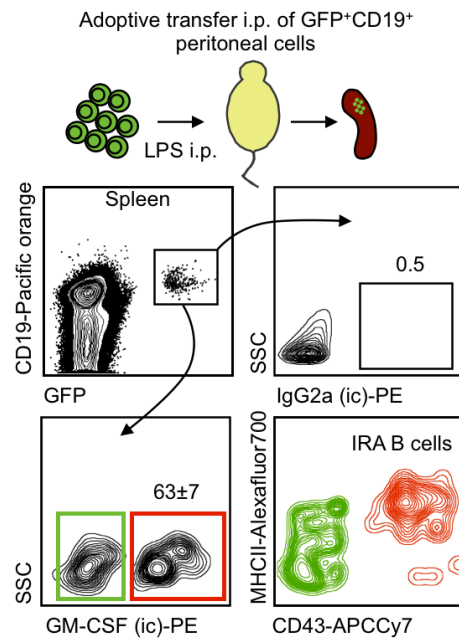 Adoptive transfer i.p. of GFP⁺CD19⁺
peritoneal cells
LPS i.p.
Spleen
CD19-Pacific orange
GFP
0.5
SSC
IgG2a (ic)-PE
63±7
SSC
GM-CSF (ic)-PE
IRA B cells
MHCII-Alexafluor700
CD43-APCCy7